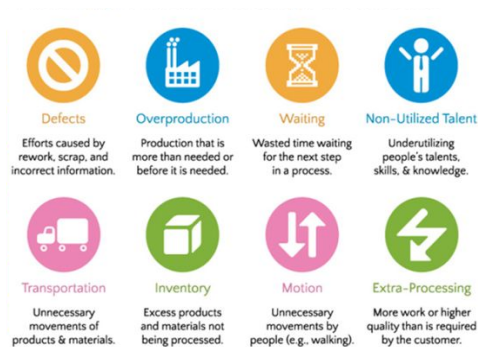 Defects
Efforts caused by
rework, scrap, and
incorrect information.
Overproduction
Production that is
more than needed or
before it is needed.
Waiting
Wasted time waiting
for the next step
in a process.
Non-Utilized Talent
Underutilizing
people's talents,
skills, & knowledge.
Transportation
Unnecessary
movements of
products & materials.
Inventory
Excess products
and materials not
being processed.
Motion
Unnecessary
movements by
people (e.g., walking).
Extra-Processing
More work or higher
quality than is required
by the customer.